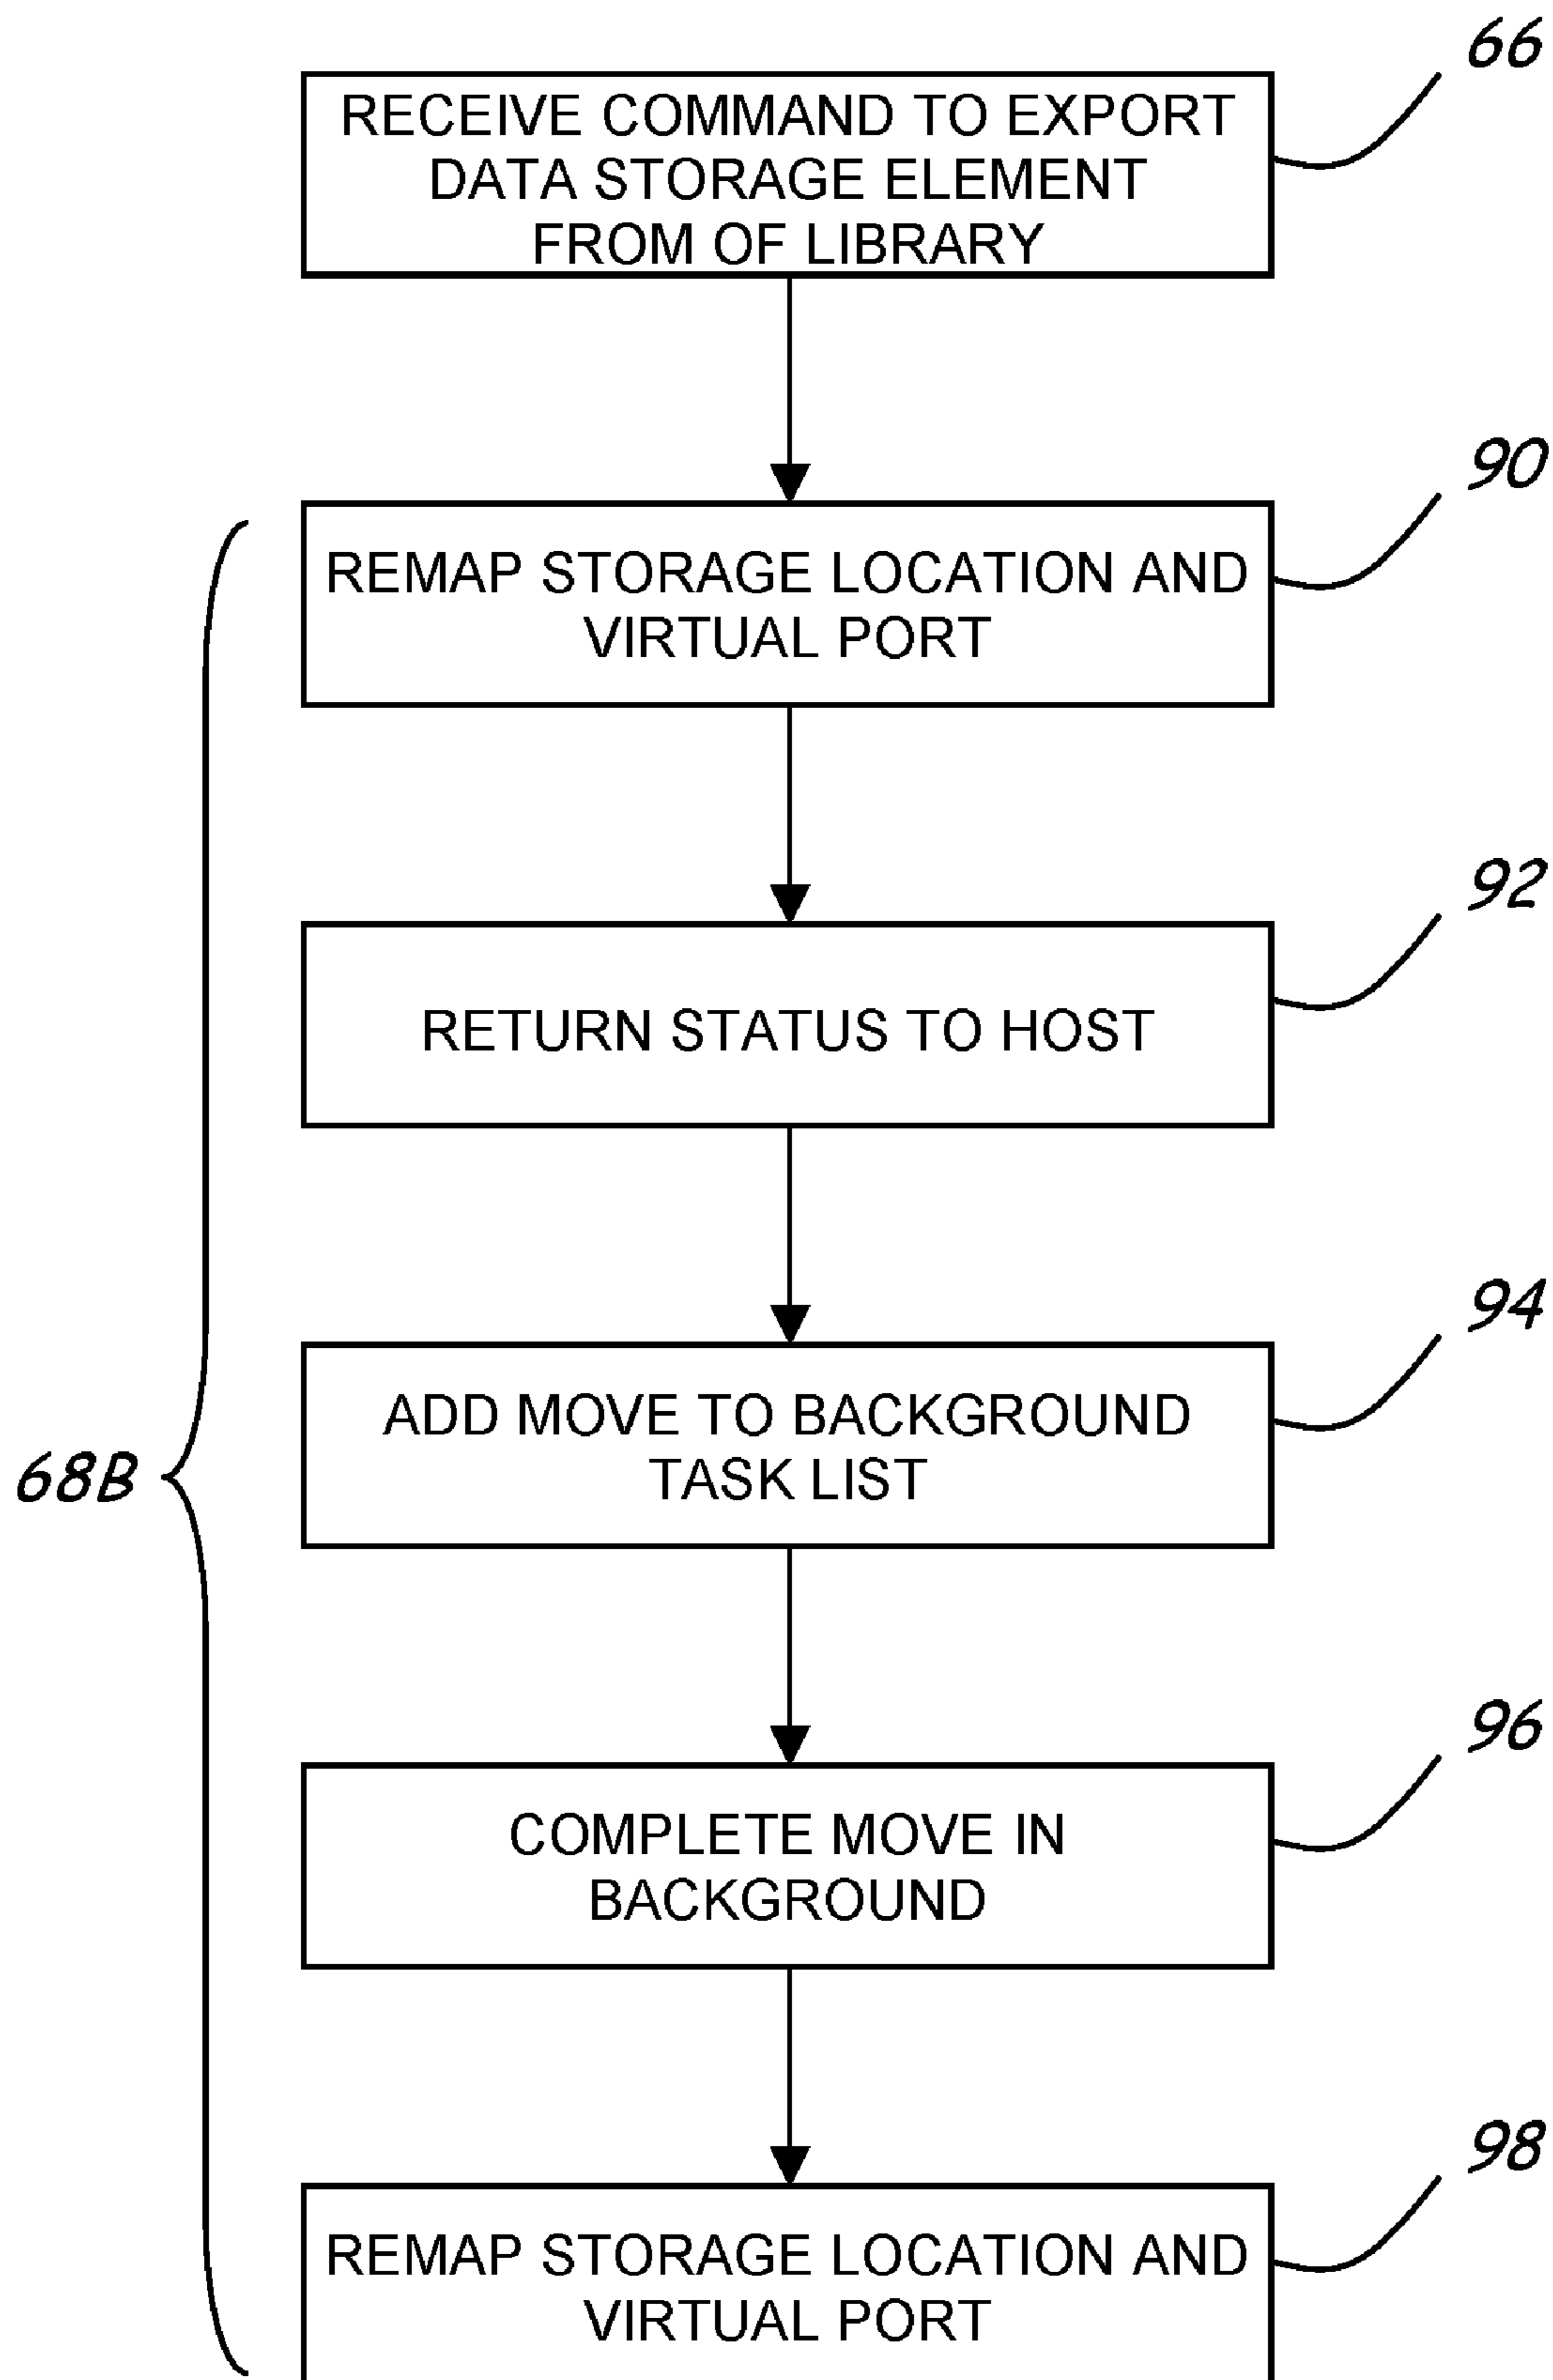 66
RECEIVE COMMAND TO EXPORT
DATA STORAGE ELEMENT
FROM OF LIBRARY
90
REMAP STORAGE LOCATION AND
VIRTUAL PORT
92
RETURN STATUS TO HOST
94
ADD MOVE TO BACKGROUND
TASK LIST
68B
96
COMPLETE MOVE IN
BACKGROUND
98
REMAP STORAGE LOCATION AND
VIRTUAL PORT